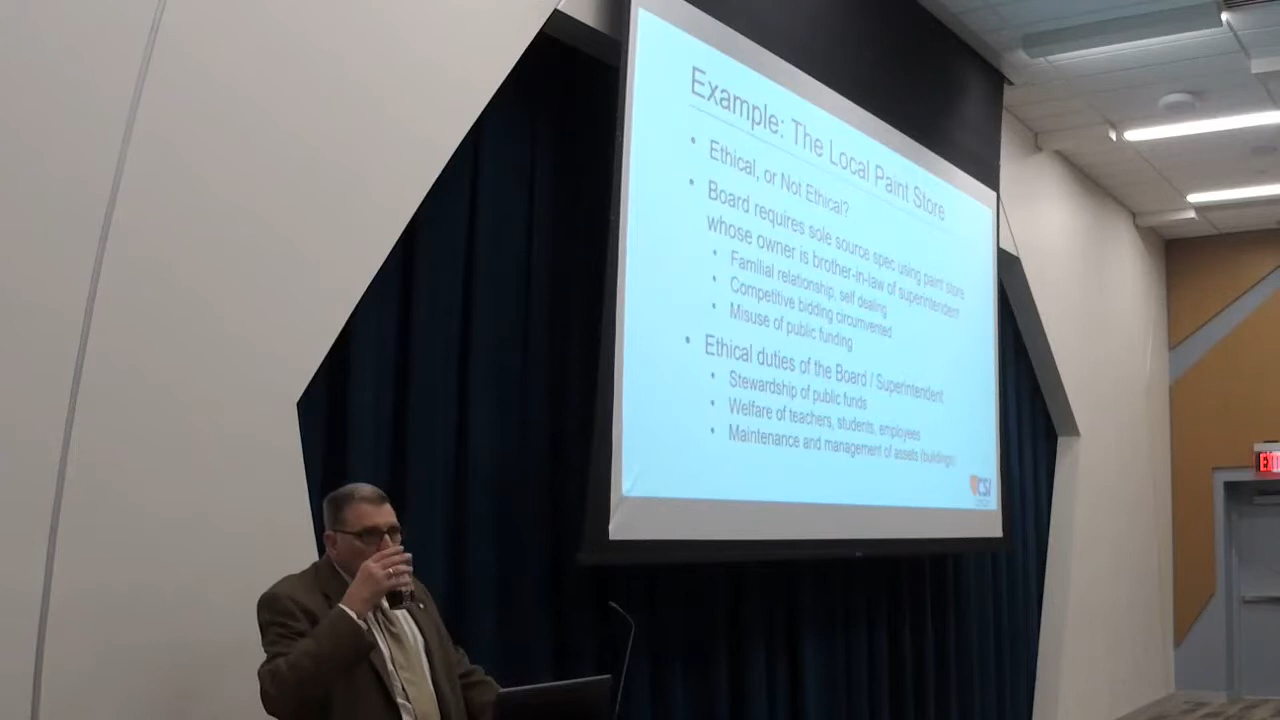 Example: The Local Paint Store
• Ethical, or Not Ethical?
• Board requires sole source spec using paint store
whose owner is brother-in-law of superintendent
• Familial relationship, self dealing
• Competitive bidding circumvented
• Misuse of public funding
• Ethical duties of the Board / Superintendent
• Stewardship of public funds
• Welfare of teachers, students, employees
• Maintenance and management of assets (buildings)
CSI
EXIT